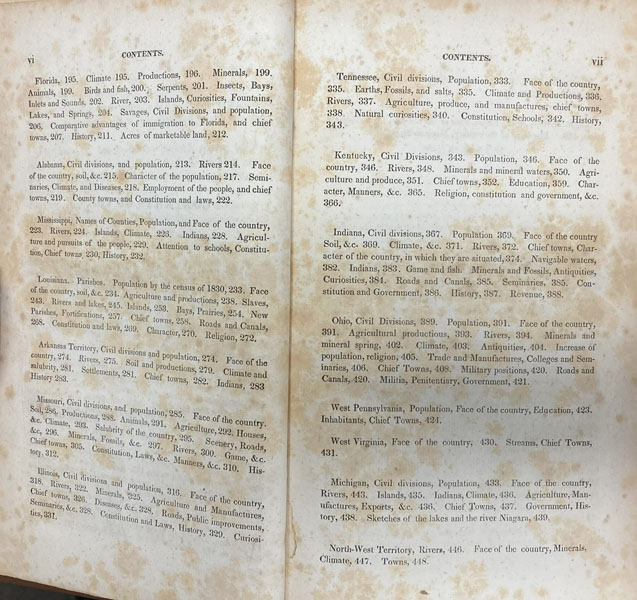 vi
CONTENTS.
Florida, 195. Climate 195. Productions, 196. Minerals, 199.
Animals, 199. Birds and fish, 200. Serpents, 201. Insects, Bays,
Inlets and Sounds, 202. River, 203. Islands, Curiosities, Fountains,
Lakes, and Springs, 204. Savages, Civil Divisions, and population,
206. Comparative advantages of immigration to Florida, and chief
towns, 207. History, 211. Acres of marketable land, 212.
Alabama, Civil divisions, and population, 213. Rivers 214. Face
of the country, soil, &c. 215. Character of the population, 217. Semi-
naries, Climate, and Diseases, 218. Employment of the people, and chief
towns, 219. County towns, and Constitution and laws, 222.
Mississippi, Names of Counties, Population, and Face of the country,
223. Rivers, 224. Islands, Climate, 226. Indians, 228. Agricul-
ture and pursuits of the people, 229. Attention to schools, Constitu-
tion, Chief towns 230. History, 232.
Louisiana. Parishes. Population by the census of 1830, 233. Face
of the country, soil, &c. 234. Agriculture and productions, 238. Slaves,
243. Rivers and lakes, 245. Islands, 253. Bays, Prairies, 254. New
Parishes, Fortifications, 257. Chief towns, 258. Roads and Canals,
268. Constitution and laws, 269. Character, 270. Religion, 272,
Arkansas Territory, Civil divisions and population, 274. Face of the
country, 274. Rivers, 275. Soil and productions, 279. Climate and
salubrity, 281. Settlements, 281. Chief towns, 282. Indians, 283
History 283.
Missouri, Civil divisions, and population, 285. Face of the country.
Soil, 286. Productions, 288. Animals, 291. Agriculture, 292. Houses,
&c. Climate, 293. Salubrity of the country, 295. Scenery, Roads,
&c, 296. Minerals, Fossils, &c. 297. Rivers, 300. Game, &c.
Chief towns, 305. Constitution, Laws, &c. Manners, &c. 310. His-
tory, 312.
Illinois, Civil divisions and population, 316. Face of the country,
318. Rivers, 322. Minerals, 325. Agriculture and Manufactures,
Chief towns, 326. Diseases, &c. 328. Roads, Public improvements,
Seminaries, &c. 328. Constitution and Laws, History, 329. Curiosi-
ties, 331.
CONTENTS.
vii
Tennessee, Civil divisions, Population, 333. Face of the country,
335. Earths, Fossils, and salts, 335. Climate and Productions, 336.
Rivers, 337. Agriculture, produce, and manufactures, chief towns,
338. Natural curiosities, 340. Constitution, Schools, 342. History,
343.
Kentucky, Civil Divisions, 343. Population, 346. Face of the
country, 346. Rivers, 348. Minerals and mineral waters, 350. Agri-
culture and produce, 351. Chief towns, 352. Education, 359. Char-
acter, Manners, &c. 365. Religion, constitution and government, &c.
366.
Indiana, Civil divisions, 367. Population 369. Face of the country
Soil, &c. 369. Climate, &c. 371. Rivers, 372. Chief towns, Char-
acter of the country, in which they are situated, 374. Navigable waters,
382. Indians, 383. Game and fish. Minerals and Fossils, Antiquities,
Curiosities, 384. Roads and Canals, 385. Seminaries, 385. Con-
stitution and Government, 386. History, 387. Revenue, 388.
Ohio, Civil Divisions, 389. Population, 391. Face of the country,
391. Agricultural productions, 393. Rivers, 394. Minerals and
mineral spring, 402. Climate, 403. Antiquities, 404. Increase of
population, religion, 405. Trade and Manufactures, Colleges and Sem-
inaries, 406. Chief Towns, 408. Military positions, 420. Roads and
Canals, 420. Militia, Penitentiary, Government, 421.
West Pennsylvania, Population, Face of the country, Education, 423.
Inhabitants, Chief Towns, 424.
West Virginia, Face of the country, 430. Streams, Chief Towns,
431.
Michigan, Civil divisions, Population, 433. Face of the country,
Rivers, 443. Islands, 435. Indians, Climate, 436. Agriculture, Man-
ufactures, Exports, &c. 436. Chief Towns, 437. Government, His-
tory, 438. Sketches of the lakes and the river Niagara, 439.
North-West Territory, Rivers, 446. Face of the country, Minerals,
Climate, 447. Towns, 448.